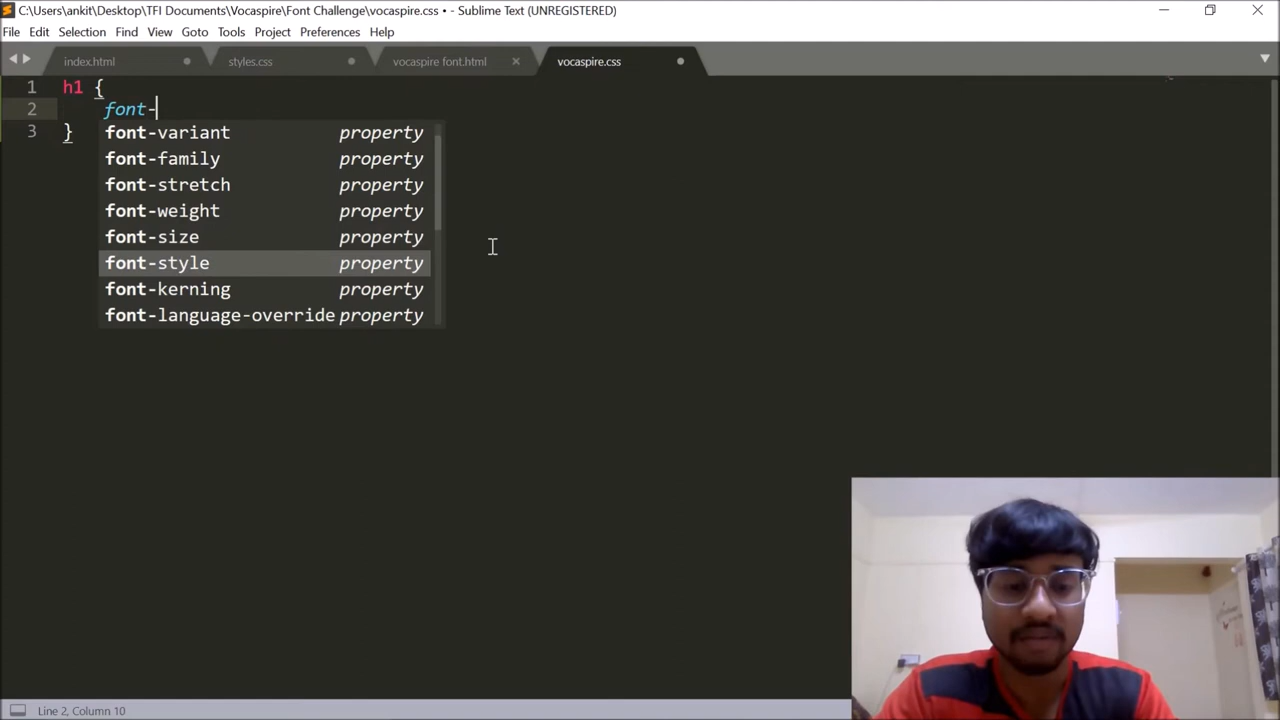 C:\Users\ankit\Desktop\TFI Documents\Vocaspire\Font Challenge\vocaspire.css • - Sublime Text (UNREGISTERED)
File Edit Selection Find View Goto Tools Project Preferences Help
index.html styles.css vocaspire font.html vocaspire.css
1 h1 {
2 font-
3 }
font-variant property
font-family property
font-stretch property
font-weight property
font-size property
font-style property
font-kerning property
font-language-override property
Line 2, Column 10